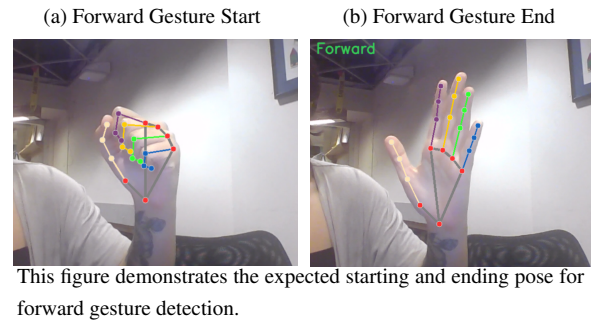 (a) Forward Gesture Start
(b) Forward Gesture End
Forward
This figure demonstrates the expected starting and ending pose for
forward gesture detection.